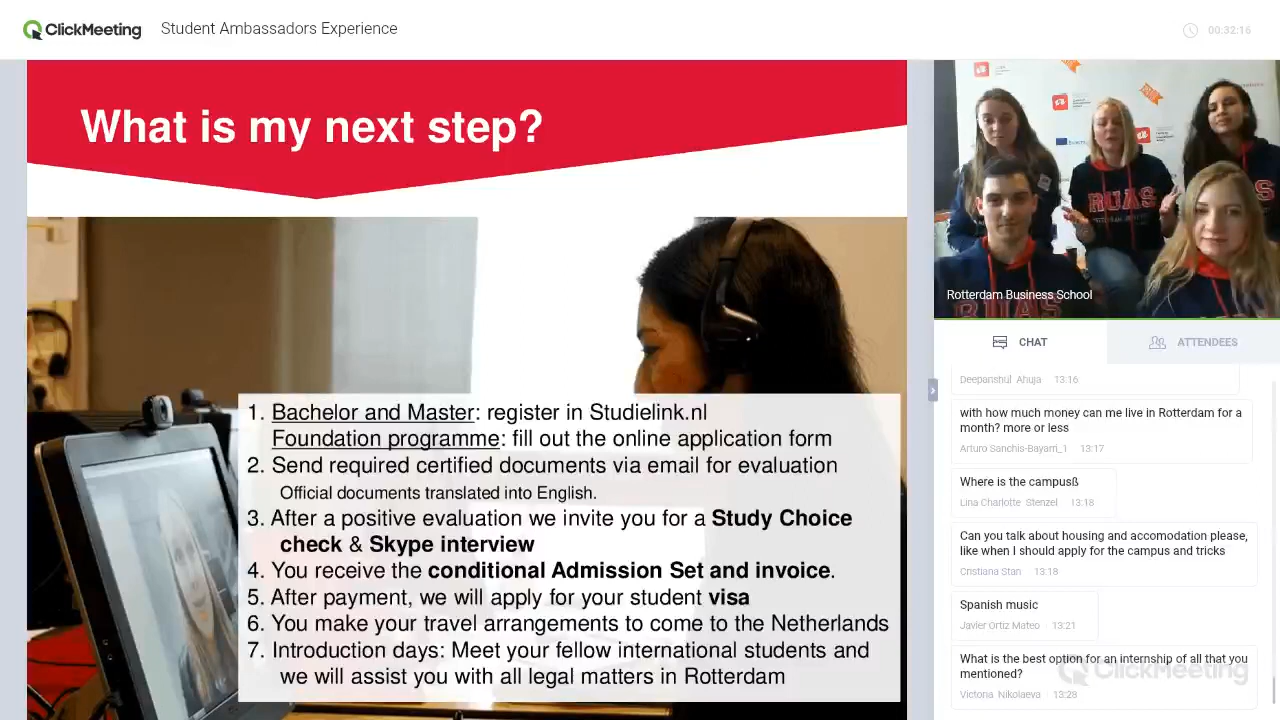 ClickMeeting
Student Ambassadors Experience
00:32:16
What is my next step?
1. Bachelor and Master: register in Studielink.nl
Foundation programme: fill out the online application form
2. Send required certified documents via email for evaluation
Official documents translated into English.
3. After a positive evaluation we invite you for a Study Choice
check & Skype interview
4. You receive the conditional Admission Set and invoice.
5. After payment, we will apply for your student visa
6. You make your travel arrangements to come to the Netherlands
7. Introduction days: Meet your fellow international students and
we will assist you with all legal matters in Rotterdam
RUAS
Rotterdam Business School
RUAS
CHAT
ATTENDEES
Deepanshul Ahuja 13:16
with how much money can me live in Rotterdam for a
month? more or less
Arturo Sanchis-Bayarri_1 13:17
Where is the campusß
Lina Charlotte Stenzel 13:18
Can you talk about housing and accomodation please,
like when I should apply for the campus and tricks
Cristiana Stan 13:18
Spanish music
Javier Ortiz Mateo 13:21
What is the best option for an internship of all that you
mentioned?
Victoria Nikolaeva 13:28
ClickMeeting